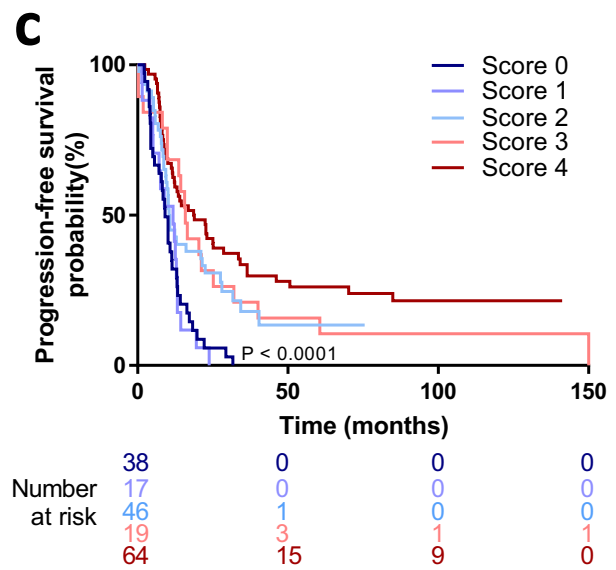 C
100
50
0
Progression-free survival
probability(%)
Score 0
Score 1
Score 2
Score 3
Score 4
P < 0.0001
0 50 100 150
Time (months)
Number
at risk
38 0 0 0
17 0 0 0
46 1 0 0
19 3 1 1
64 15 9 0